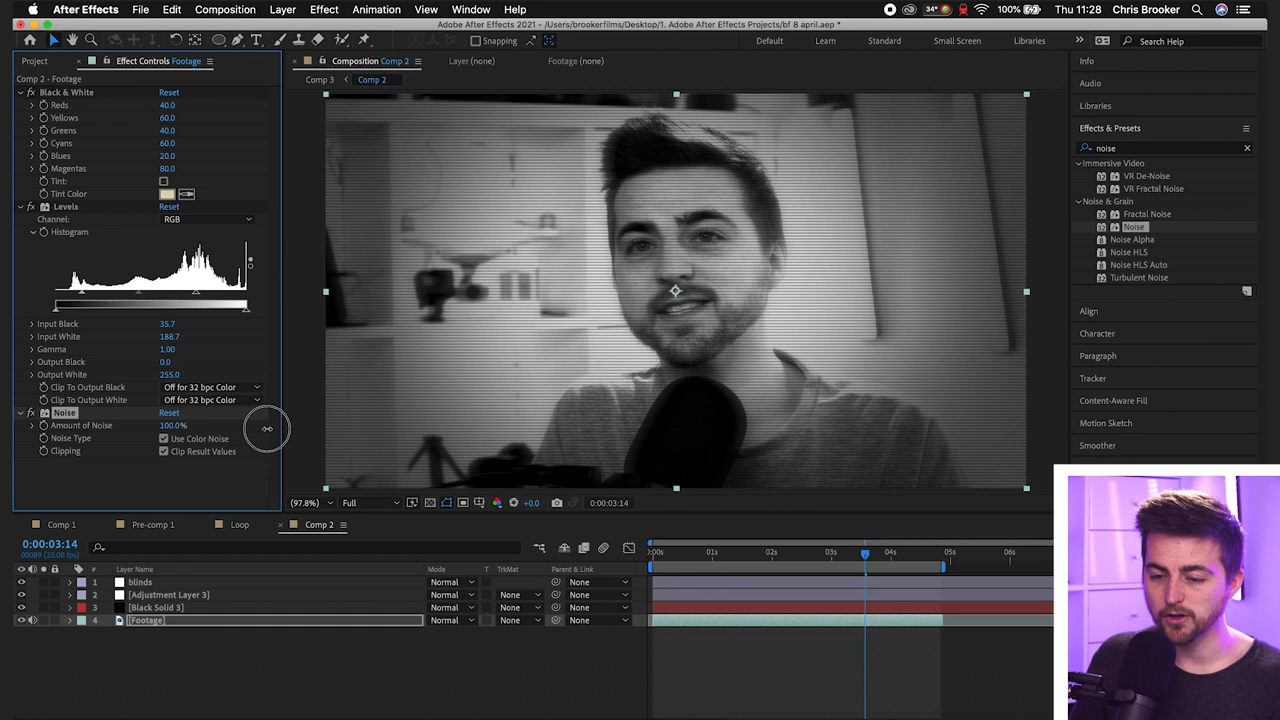 After Effects File Edit Composition Layer Effect Animation View Window Help 34° 100% Thu 11:28 Chris Brooker
Adobe After Effects 2021 - /Users/brookerfilms/Desktop/1. Bf After Effects Projects/bf 8 april.aep *
Snapping Default Learn Standard Small Screen Libraries Search Help
Project Effect Controls Footage Composition Comp 2 Layer (none) Footage (none) Info
Comp 2 • Footage Comp 3 Comp 2 Audio
fx Black & White Reset Libraries
Reds 40.0
Yellows 60.0
Greens 40.0
Cyans 60.0
Blues 20.0
Magentas 80.0
Tint:
Tint Color
fx Levels Reset
Channel: RGB
Histogram
Input Black 35.7
Input White 188.7
Gamma 1.00
Output Black 0.0
Output White 255.0
Clip To Output Black Off for 32 bpc Color
Clip To Output White Off for 32 bpc Color
fx Noise Reset
Amount of Noise 100.0%
Noise Type Use Color Noise
Clipping Clip Result Values
Effects & Presets
noise
Immersive Video
VR De-Noise
VR Fractal Noise
Noise & Grain
Fractal Noise
Noise
Noise Alpha
Noise HLS
Noise HLS Auto
Turbulent Noise
Align
Character
Paragraph
Tracker
Content-Aware Fill
Motion Sketch
Smoother
(97.8%) Full +0.0 0:00:03:14
Comp 1 Pre-comp 1 Loop Comp 2
0:00:03:14
00089 (25.00 fps)
:00s 01s 02s 03s 04s 05s 06s
# Layer Name Mode T TrkMat Parent & Link
1 blinds Normal None
2 [Adjustment Layer 3] Normal None None
3 [Black Solid 3] Normal None None
4 [Footage] Normal None None